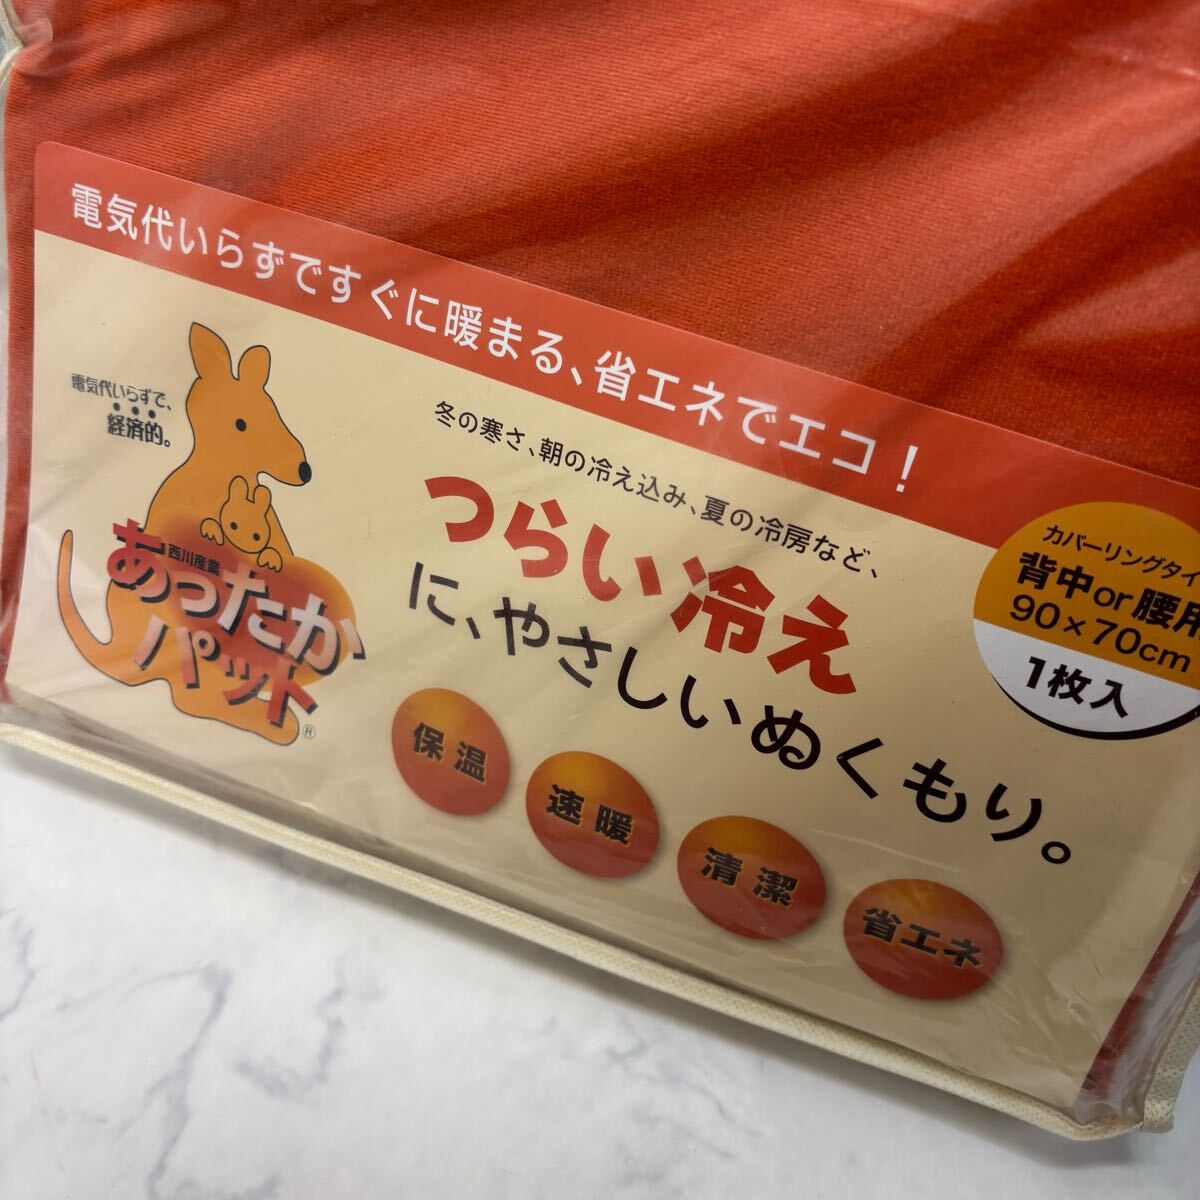 電気代いらずですぐに暖まる、省エネでエコ！
電気代いらずで、
経済的。
西川産業
あったか
パット
®
冬の寒さ、朝の冷え込み、夏の冷房など、
つらい冷え
に、やさしいぬくもり。
保温
速暖
清潔
省エネ
カバーリングタイ
背中or腰用
90×70cm
1枚入